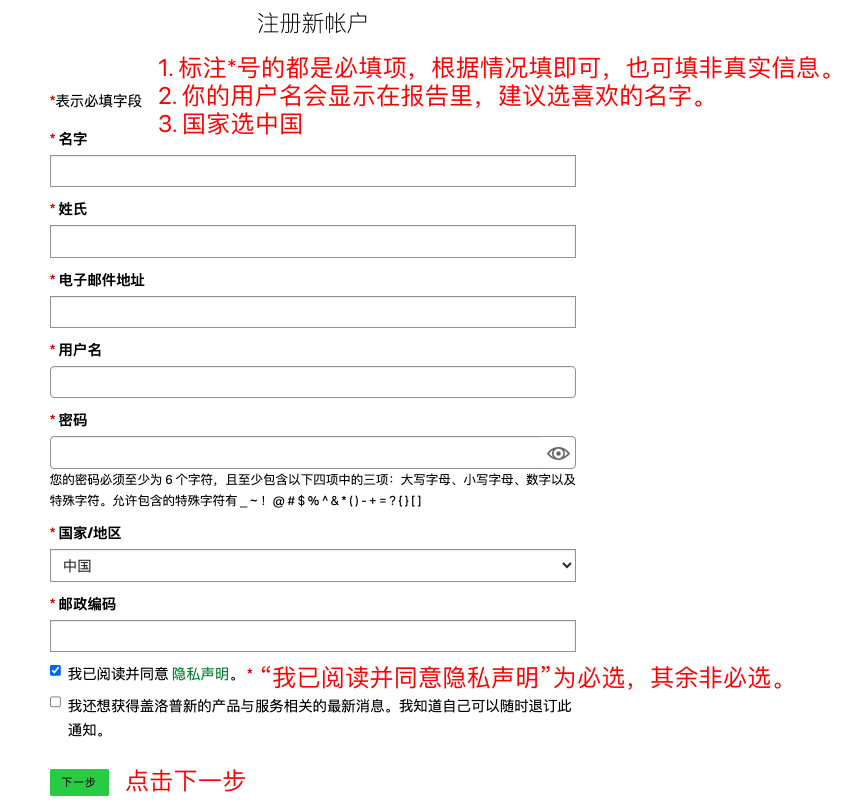 注册新帐户
1. 标注*号的都是必填项，根据情况填即可，也可填非真实信息。
*表示必填字段
2. 你的用户名会显示在报告里，建议选喜欢的名字。
3. 国家选中国
* 名字
* 姓氏
* 电子邮件地址
* 用户名
* 密码
您的密码必须至少为 6 个字符，且至少包含以下四项中的三项：大写字母、小写字母、数字以及
特殊字符。允许包含的特殊字符有 _ ~ ! @ # $ % ^ & * ( ) - + = ? { } [ ]
* 国家/地区
中国
* 邮政编码
我已阅读并同意 隐私声明。 * “我已阅读并同意隐私声明”为必选，其余非必选。
我还想获得盖洛普新的产品与服务相关的最新消息。我知道自己可以随时退订此
通知。
下一步 点击下一步